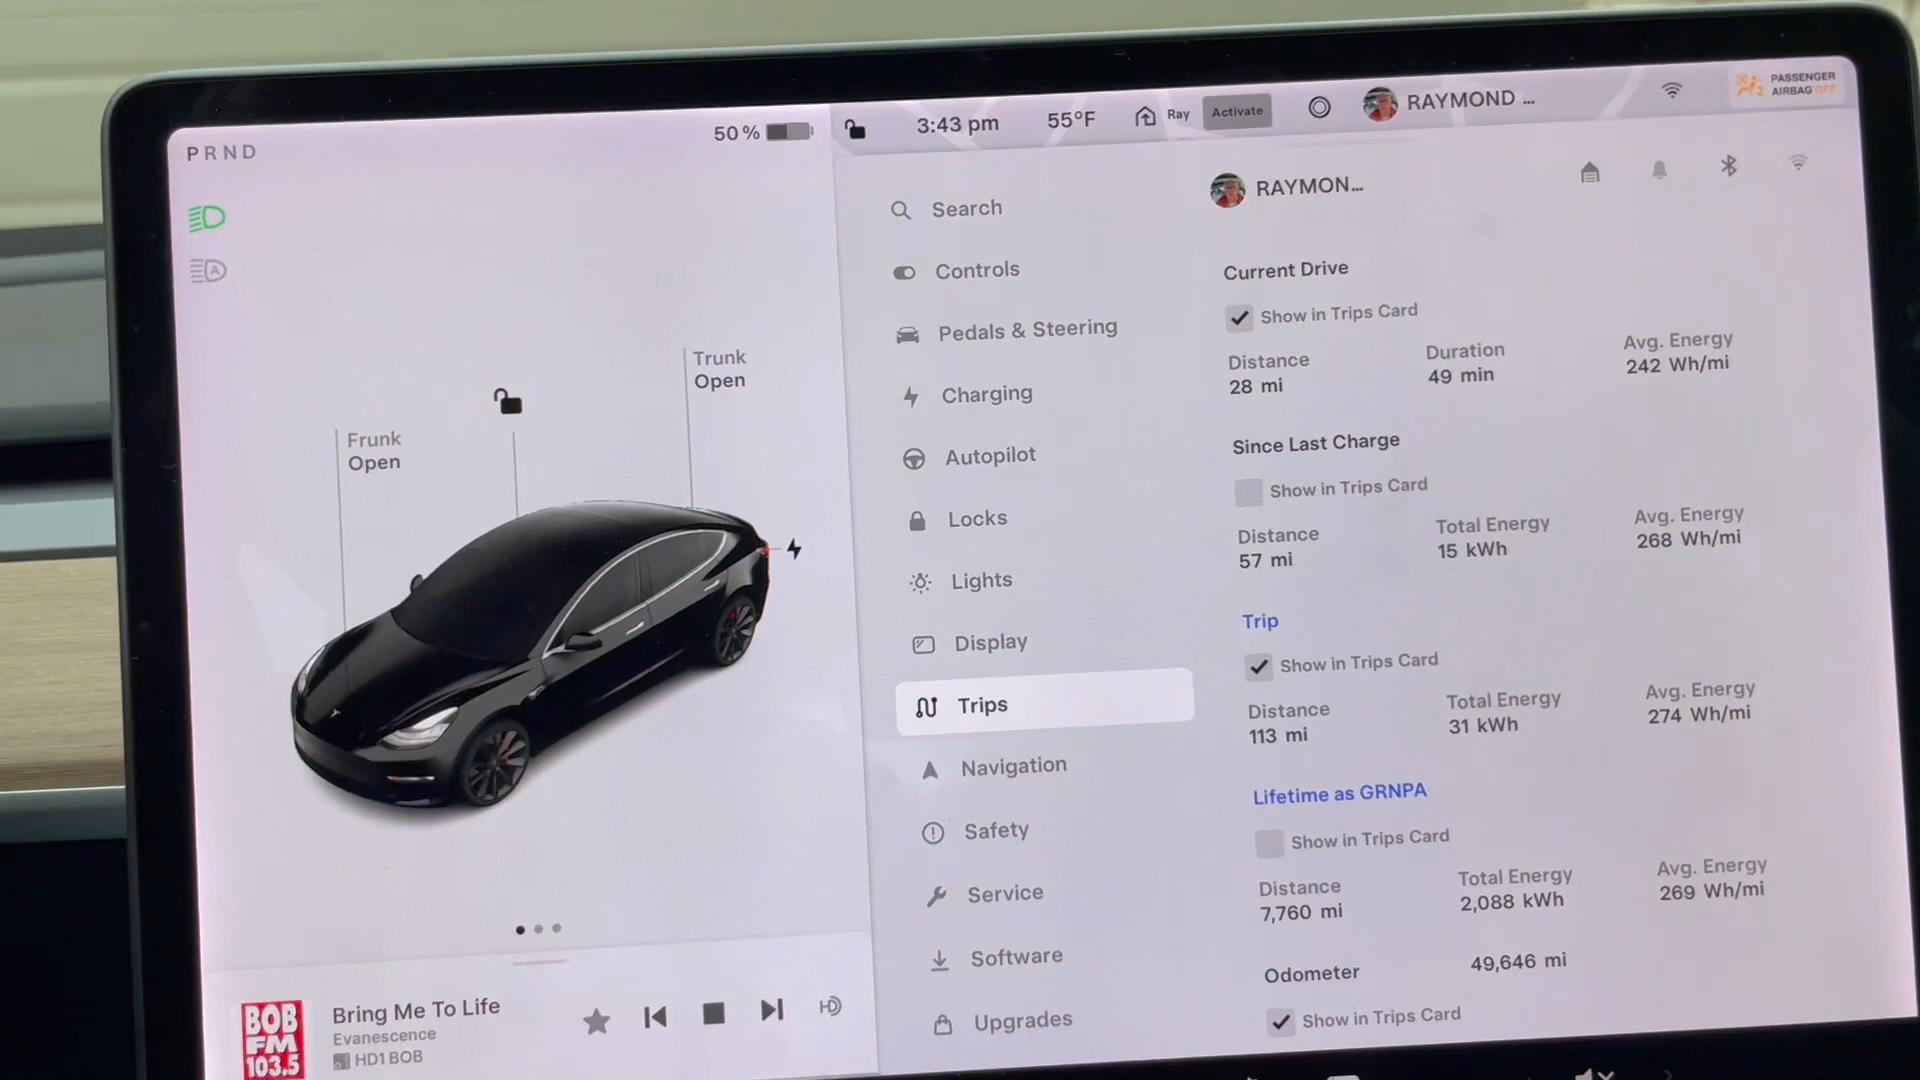 PRND
50%
3:43 pm
55°F
Ray
Activate
RAYMOND ...
PASSENGER
AIRBAG OFF
Trunk
Open
Frunk
Open
BOB
FM
103.5
Bring Me To Life
Evanescence
HD1 BOB
HD
Search
Controls
Pedals & Steering
Charging
Autopilot
Locks
Lights
Display
Trips
Navigation
Safety
Service
Software
Upgrades
RAYMON...
Current Drive
Show in Trips Card
Distance Duration Avg. Energy
28 mi 49 min 242 Wh/mi
Since Last Charge
Show in Trips Card
Distance Total Energy Avg. Energy
57 mi 15 kWh 268 Wh/mi
Trip
Show in Trips Card
Distance Total Energy Avg. Energy
113 mi 31 kWh 274 Wh/mi
Lifetime as GRNPA
Show in Trips Card
Distance Total Energy Avg. Energy
7,760 mi 2,088 kWh 269 Wh/mi
Odometer 49,646 mi
Show in Trips Card